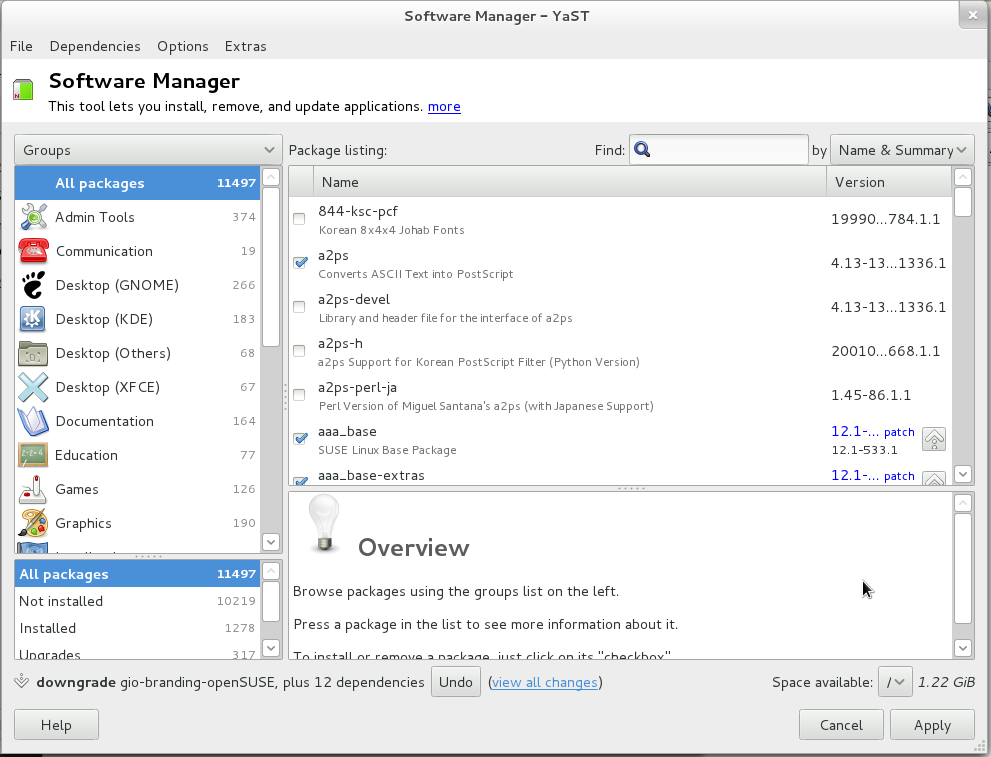 Software Manager – YaST
File Dependencies Options Extras
Software Manager
This tool lets you install, remove, and update applications. more
Groups
Package listing:
Find:
by
Name & Summary
All packages 11497
Admin Tools 374
Communication 19
Desktop (GNOME) 266
Desktop (KDE) 183
Desktop (Others) 68
Desktop (XFCE) 67
Documentation 164
Education 77
Games 126
Graphics 190
All packages 11497
Not installed 10219
Installed 1278
Upgrades 317
Name Version
844-ksc-pcf
Korean 8x4x4 Johab Fonts
19990...784.1.1
a2ps
Converts ASCII Text into PostScript
4.13-13...1336.1
a2ps-devel
Library and header file for the interface of a2ps
4.13-13...1336.1
a2ps-h
a2ps Support for Korean PostScript Filter (Python Version)
20010...668.1.1
a2ps-perl-ja
Perl Version of Miguel Santana's a2ps (with Japanese Support)
1.45-86.1.1
aaa_base
SUSE Linux Base Package
12.1-... patch
12.1-533.1
aaa_base-extras
12.1-... patch
Overview
Browse packages using the groups list on the left.
Press a package in the list to see more information about it.
To install or remove a package, just click on its "checkbox"
downgrade gio-branding-openSUSE, plus 12 dependencies Undo (view all changes)
Space available: / 1.22 GiB
Help Cancel Apply